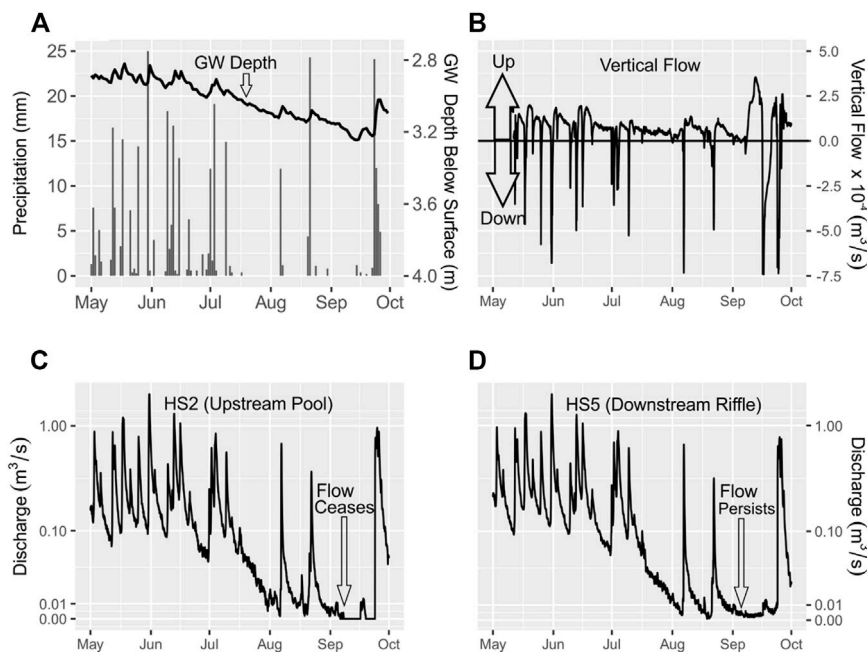 A
25
20
15
10
5
0
Precipitation (mm)
GW Depth
2.8
3.2
3.6
4.0
GW Depth Below Surface (m)
May Jun Jul Aug Sep Oct
B
Up
Down
Vertical Flow
5.0
2.5
0.0
-2.5
-5.0
-7.5
Vertical Flow x 10-4 (m3/s)
May Jun Jul Aug Sep Oct
C
HS2 (Upstream Pool)
Flow
Ceases
1.00
0.10
0.01
0.00
Discharge (m3/s)
May Jun Jul Aug Sep Oct
D
HS5 (Downstream Riffle)
Flow
Persists
1.00
0.10
0.01
0.00
Discharge (m3/s)
May Jun Jul Aug Sep Oct